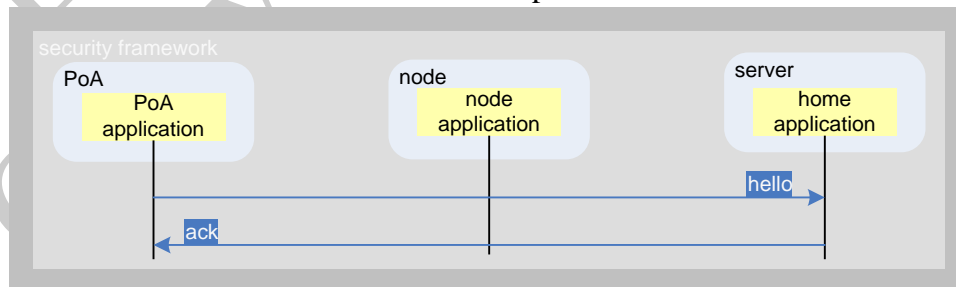 security framework
PoA
PoA
application
node
node
application
server
home
application
hello
ack